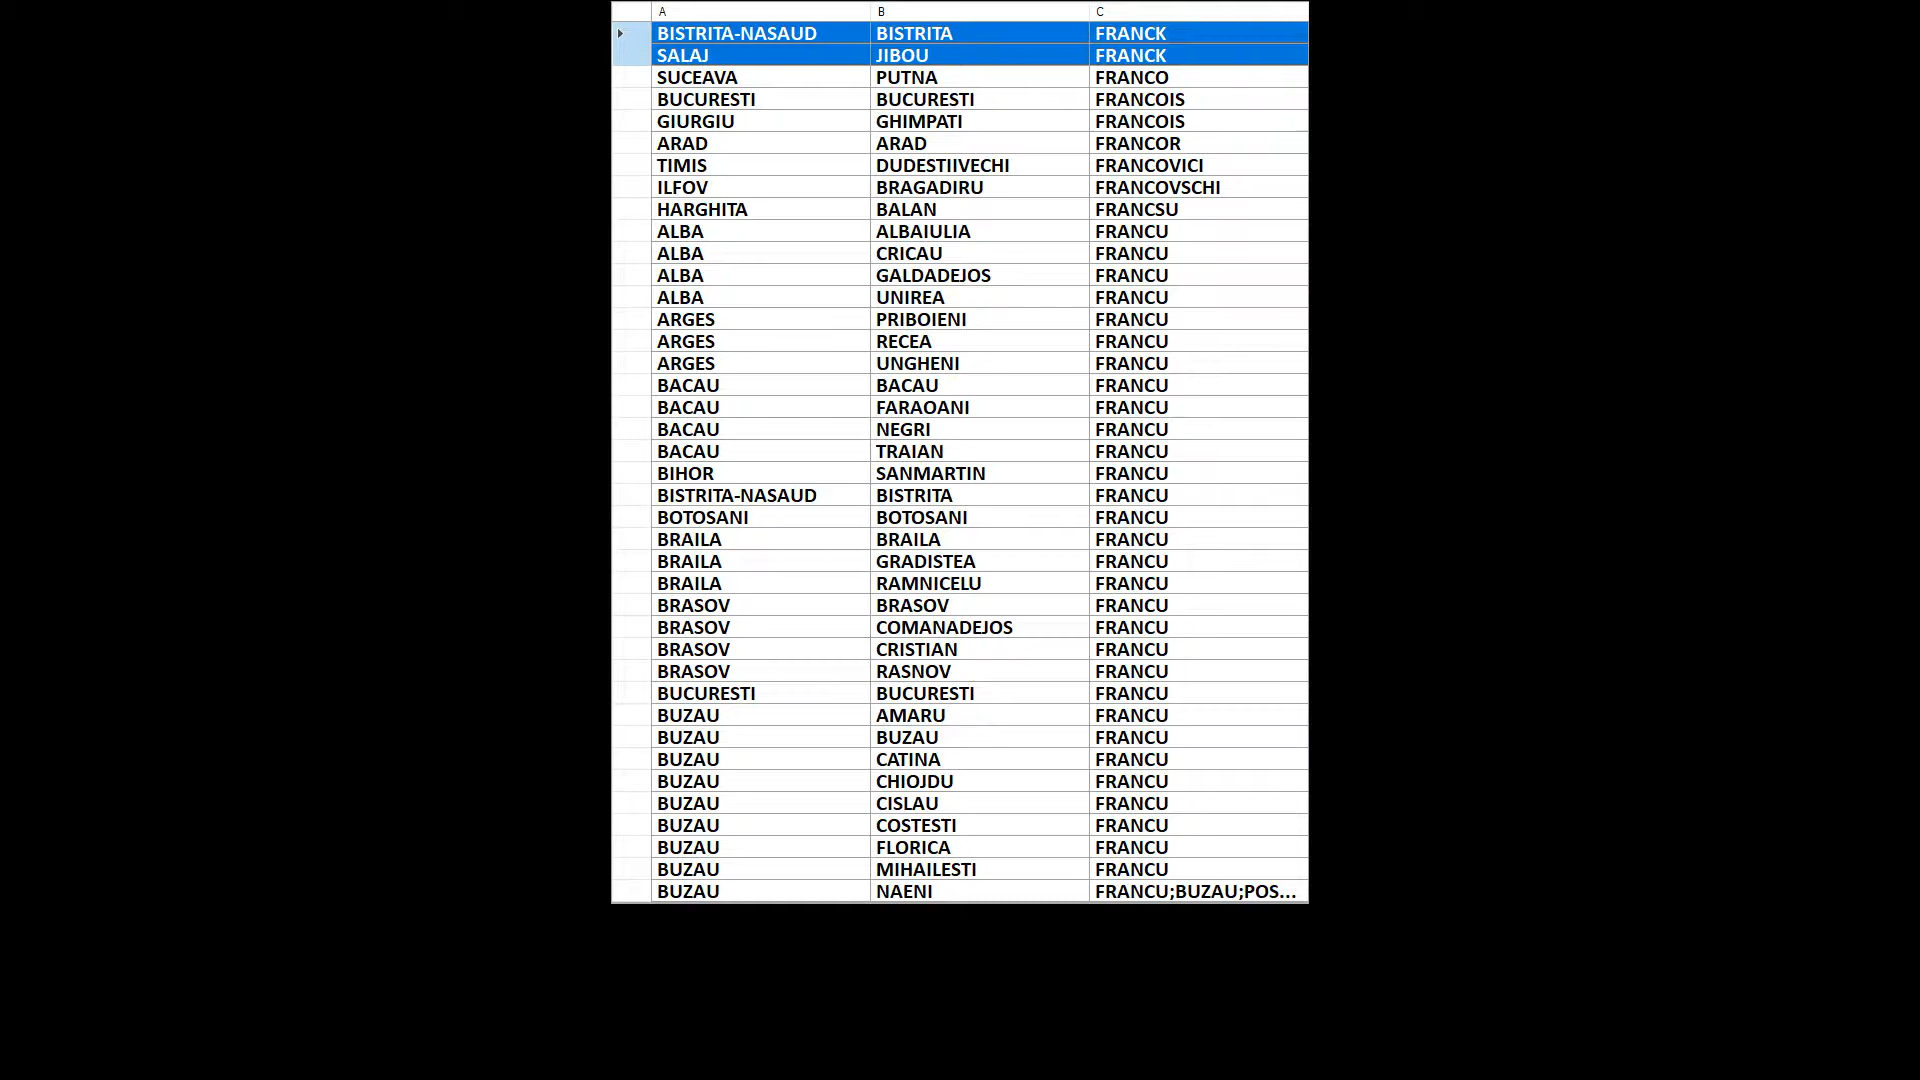 A B C
BISTRITA-NASAUD BISTRITA FRANCK
SALAJ JIBOU FRANCK
SUCEAVA PUTNA FRANCO
BUCURESTI BUCURESTI FRANCOIS
GIURGIU GHIMPATI FRANCOIS
ARAD ARAD FRANCOR
TIMIS DUDESTIIVECHI FRANCOVICI
ILFOV BRAGADIRU FRANCOVSCHI
HARGHITA BALAN FRANCSU
ALBA ALBAIULIA FRANCU
ALBA CRICAU FRANCU
ALBA GALDADEJOS FRANCU
ALBA UNIREA FRANCU
ARGES PRIBOIENI FRANCU
ARGES RECEA FRANCU
ARGES UNGHENI FRANCU
BACAU BACAU FRANCU
BACAU FARAOANI FRANCU
BACAU NEGRI FRANCU
BACAU TRAIAN FRANCU
BIHOR SANMARTIN FRANCU
BISTRITA-NASAUD BISTRITA FRANCU
BOTOSANI BOTOSANI FRANCU
BRAILA BRAILA FRANCU
BRAILA GRADISTEA FRANCU
BRAILA RAMNICELU FRANCU
BRASOV BRASOV FRANCU
BRASOV COMANADEJOS FRANCU
BRASOV CRISTIAN FRANCU
BRASOV RASNOV FRANCU
BUCURESTI BUCURESTI FRANCU
BUZAU AMARU FRANCU
BUZAU BUZAU FRANCU
BUZAU CATINA FRANCU
BUZAU CHIOJDU FRANCU
BUZAU CISLAU FRANCU
BUZAU COSTESTI FRANCU
BUZAU FLORICA FRANCU
BUZAU MIHAILESTI FRANCU
BUZAU NAENI FRANCU;BUZAU;POS...